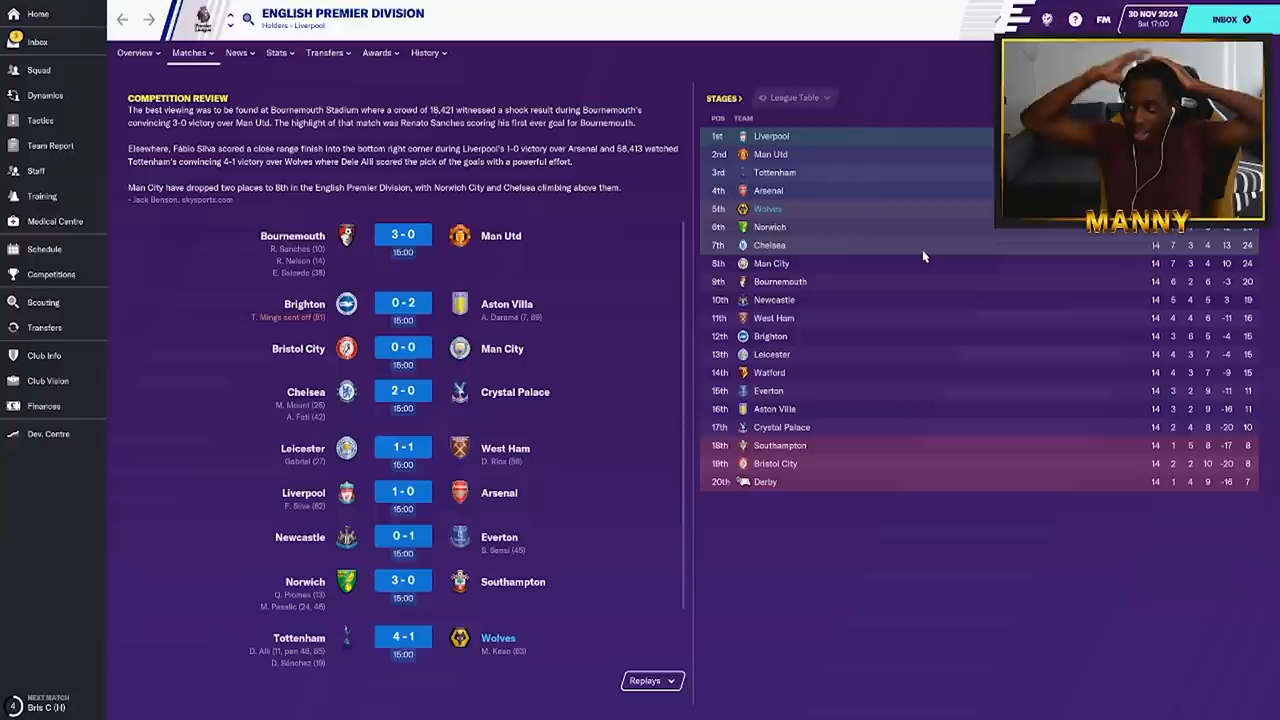 Home
ENGLISH PREMIER DIVISION
Holders - Liverpool
FM
30 NOV 2024
Sat 17:00
INBOX
3
Inbox
Overview
Matches
News
Stats
Transfers
Awards
History
Squad
Dynamics
Tactics
Team Report
Staff
Training
Medical Centre
Schedule
Competitions
Scouting
Transfers
Club Info
Club Vision
Finances
Dev. Centre
4
NEXT MATCH
Bris C (H)
COMPETITION REVIEW
The best viewing was to be found at Bournemouth Stadium where a crowd of 18,421 witnessed a shock result during Bournemouth's
convincing 3-0 victory over Man Utd. The highlight of that match was Renato Sanches scoring his first ever goal for Bournemouth.
Elsewhere, Fábio Silva scored a close range finish into the bottom right corner during Liverpool's 1-0 victory over Arsenal and 58,413 watched
Tottenham's convincing 4-1 victory over Wolves where Dele Alli scored the pick of the goals with a powerful effort.
Man City have dropped two places to 8th in the English Premier Division, with Norwich City and Chelsea climbing above them.
- Jack Benson, skysports.com
Bournemouth 3 - 0 Man Utd
R. Sanches (10) 15:00
R. Nelson (14)
E. Salcedo (38)
Brighton 0 - 2 Aston Villa
T. Mings sent off (81) 15:00 A. Daramé (7, 89)
Bristol City 0 - 0 Man City
15:00
Chelsea 2 - 0 Crystal Palace
M. Mount (26) 15:00
A. Fati (42)
Leicester 1 - 1 West Ham
Gabriel (27) 15:00 D. Rice (58)
Liverpool 1 - 0 Arsenal
F. Silva (62) 15:00
Newcastle 0 - 1 Everton
15:00 S. Sensi (45)
Norwich 3 - 0 Southampton
Q. Promes (13) 15:00
M. Pasalic (24, 46)
Tottenham 4 - 1 Wolves
D. Alli (11, pen 48, 85) 15:00 M. Kean (63)
D. Sánchez (19)
Replays
STAGES
League Table
POS TEAM
1st Liverpool
2nd Man Utd
3rd Tottenham
4th Arsenal
5th Wolves
6th Norwich
7th Chelsea 14 7 3 4 13 24
8th Man City 14 7 3 4 10 24
9th Bournemouth 14 6 2 6 -3 20
10th Newcastle 14 5 4 5 3 19
11th West Ham 14 4 4 6 -11 16
12th Brighton 14 3 6 5 -4 15
13th Leicester 14 4 3 7 -4 15
14th Watford 14 4 3 7 -9 15
15th Everton 14 3 2 9 -11 11
16th Aston Villa 14 3 2 9 -16 11
17th Crystal Palace 14 2 4 8 -20 10
18th Southampton 14 1 5 8 -17 8
19th Bristol City 14 2 2 10 -20 8
20th Derby 14 1 4 9 -16 7
MANNY